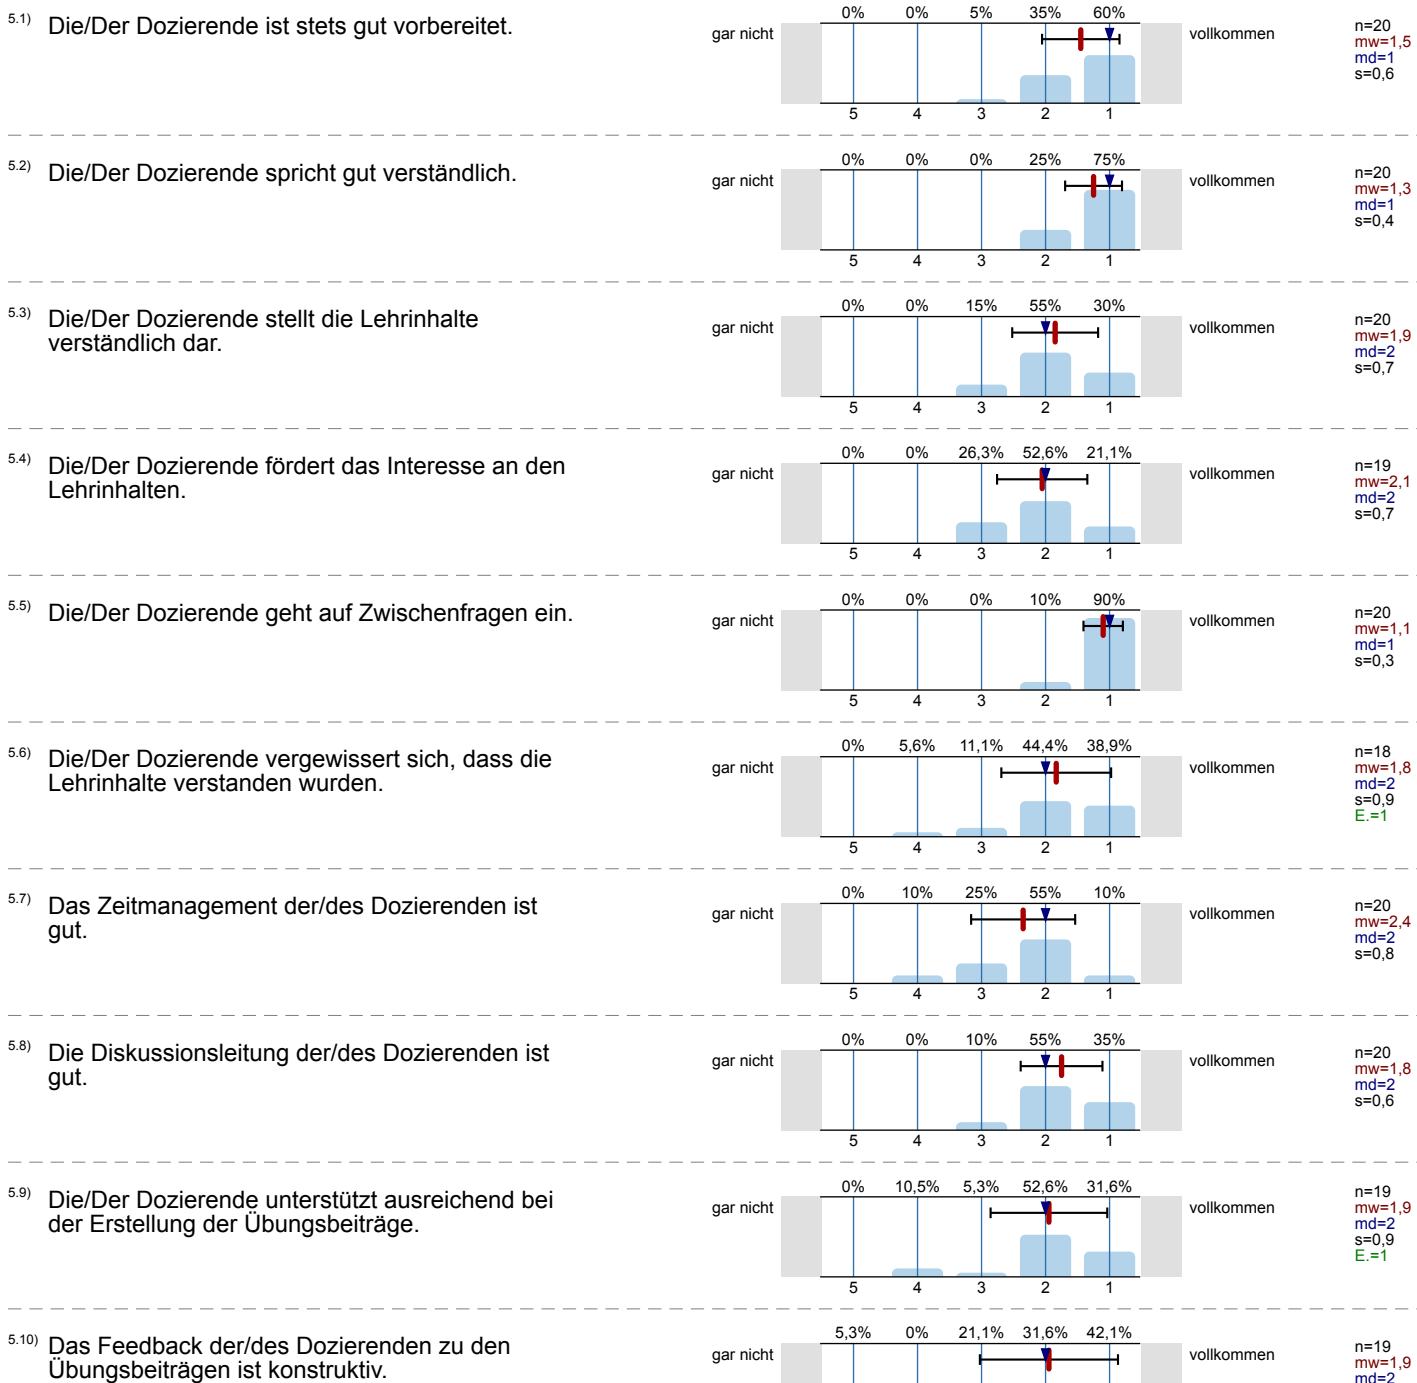 5.1) Die/Der Dozierende ist stets gut vorbereitet.
0% 0% 5% 35% 60%
gar nicht vollkommen
n=20
mw=1,5
md=1
s=0,6
5 4 3 2 1
5.2) Die/Der Dozierende spricht gut verständlich.
0% 0% 0% 25% 75%
gar nicht vollkommen
n=20
mw=1,3
md=1
s=0,4
5 4 3 2 1
5.3) Die/Der Dozierende stellt die Lehrinhalte
verständlich dar.
0% 0% 15% 55% 30%
gar nicht vollkommen
n=20
mw=1,9
md=2
s=0,7
5 4 3 2 1
5.4) Die/Der Dozierende fördert das Interesse an den
Lehrinhalten.
0% 0% 26,3% 52,6% 21,1%
gar nicht vollkommen
n=19
mw=2,1
md=2
s=0,7
5 4 3 2 1
5.5) Die/Der Dozierende geht auf Zwischenfragen ein.
0% 0% 0% 10% 90%
gar nicht vollkommen
n=20
mw=1,1
md=1
s=0,3
5 4 3 2 1
5.6) Die/Der Dozierende vergewissert sich, dass die
Lehrinhalte verstanden wurden.
0% 5,6% 11,1% 44,4% 38,9%
gar nicht vollkommen
n=18
mw=1,8
md=2
s=0,9
E.=1
5 4 3 2 1
5.7) Das Zeitmanagement der/des Dozierenden ist
gut.
0% 10% 25% 55% 10%
gar nicht vollkommen
n=20
mw=2,4
md=2
s=0,8
5 4 3 2 1
5.8) Die Diskussionsleitung der/des Dozierenden ist
gut.
0% 0% 10% 55% 35%
gar nicht vollkommen
n=20
mw=1,8
md=2
s=0,6
5 4 3 2 1
5.9) Die/Der Dozierende unterstützt ausreichend bei
der Erstellung der Übungsbeiträge.
0% 10,5% 5,3% 52,6% 31,6%
gar nicht vollkommen
n=19
mw=1,9
md=2
s=0,9
E.=1
5 4 3 2 1
5.10) Das Feedback der/des Dozierenden zu den
Übungsbeiträgen ist konstruktiv.
5,3% 0% 21,1% 31,6% 42,1%
gar nicht vollkommen
n=19
mw=1,9
md=2